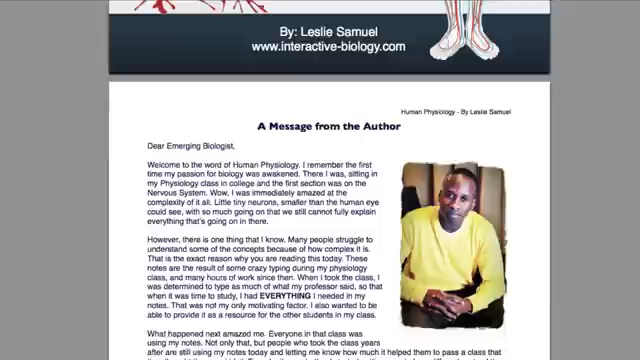 By: Leslie Samuel
www.interactive-biology.com
Human Physiology - By Leslie Samuel
A Message from the Author
Dear Emerging Biologist,
Welcome to the word of Human Physiology. I remember the first
time my passion for biology was awakened. There I was, sitting in
my Physiology class in college and the first section was on the
Nervous System. Wow, I was immediately amazed at the
complexity of it all. Little tiny neurons, smaller than the human eye
could see, with so much going on that we still cannot fully explain
everything that's going on in there.
However, there is one thing that I know. Many people struggle to
understand some of the concepts because of how complex it is.
That is the exact reason why you are reading this today. These
notes are the result of some crazy typing during my physiology
class, and many hours of work since then. When I took the class, I
was determined to type as much of what my professor said, so that
when it was time to study, I had EVERYTHING I needed in my
notes. That was not my only motivating factor. I also wanted to be
able to provide it as a resource for the other students in my class.
What happened next amazed me. Everyone in that class was
using my notes. Not only that, but people who took the class years
after are still using my notes today and letting me know how much it helped them to pass a class that